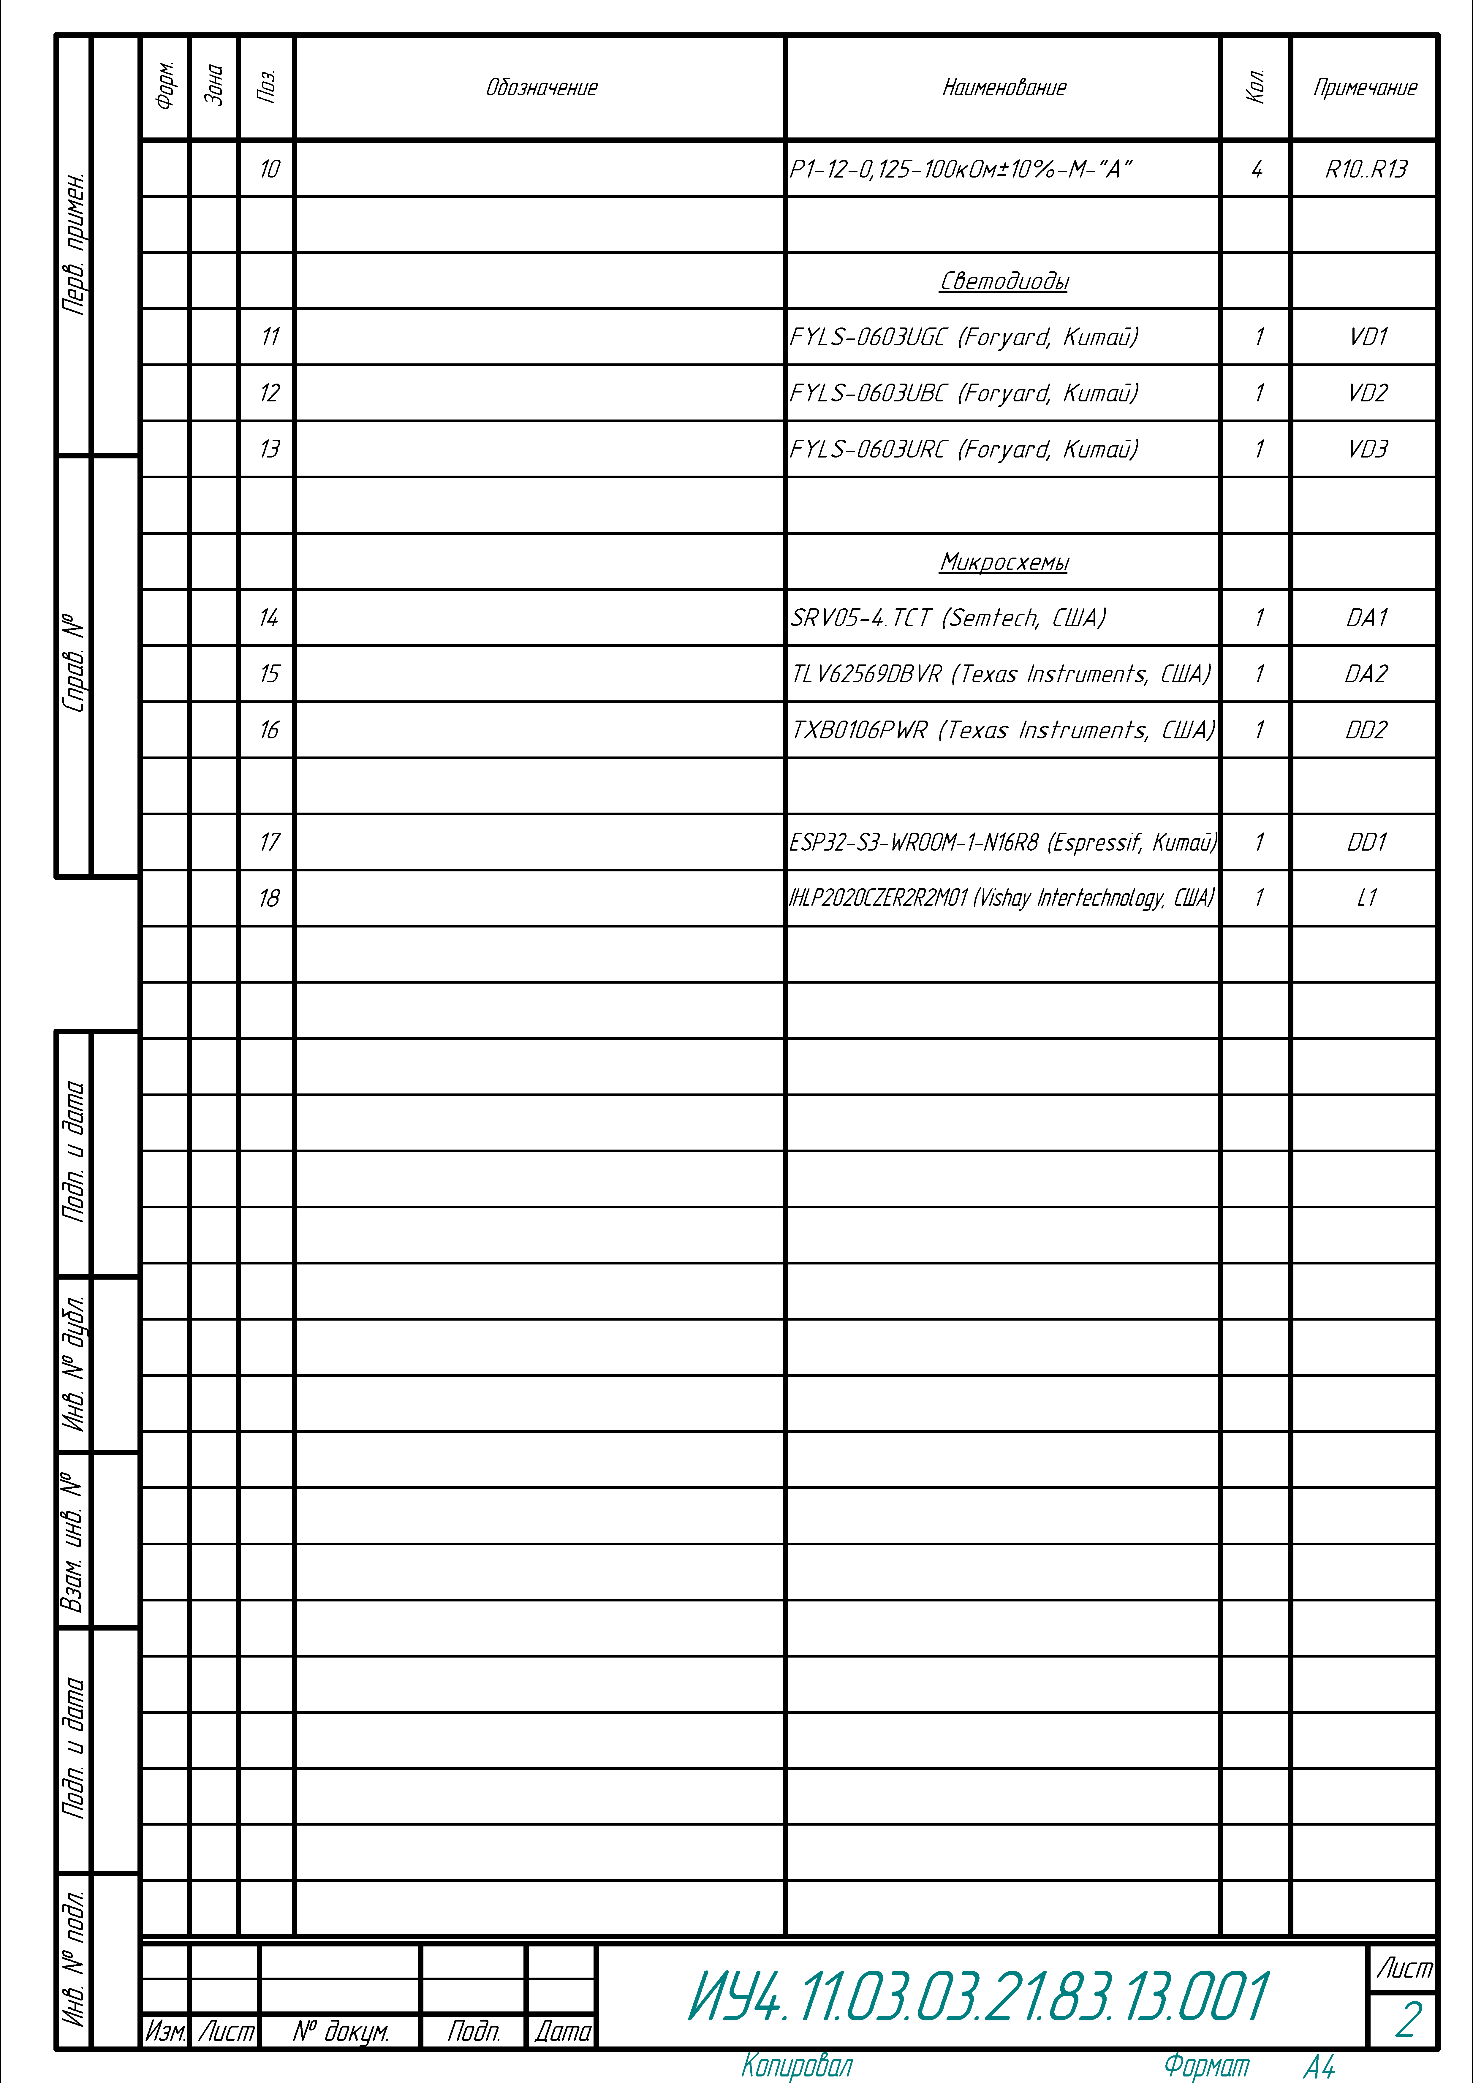 Форм. Зона Поз. Обозначение Наименование Кол. Примечание
10 Р1-12-0,125-100кОм±10%-М-"А" 4 R10..R13
Светодиоды
11 FYLS-0603UGC (Foryard, Китай) 1 VD1
12 FYLS-0603UBC (Foryard, Китай) 1 VD2
13 FYLS-0603URC (Foryard, Китай) 1 VD3
Микросхемы
14 SRV05-4.TCT (Semtech, США) 1 DA1
15 TLV62569DBVR (Texas Instruments, США) 1 DA2
16 TXB0106PWR (Texas Instruments, США) 1 DD2
17 ESP32-S3-WROOM-1-N16R8 (Espressif, Китай) 1 DD1
18 IHLP2020CZER2R2M01 (Vishay Intertechnology, США) 1 L1
Перв. примен.
Справ. №
Подп. и дата
Инв. № дубл.
Взам. инв. №
Подп. и дата
Инв. № подл.
Изм. Лист № докум. Подп. Дата
ИУ4.11.03.03.21.83.13.001
Лист
2
Копировал Формат А4